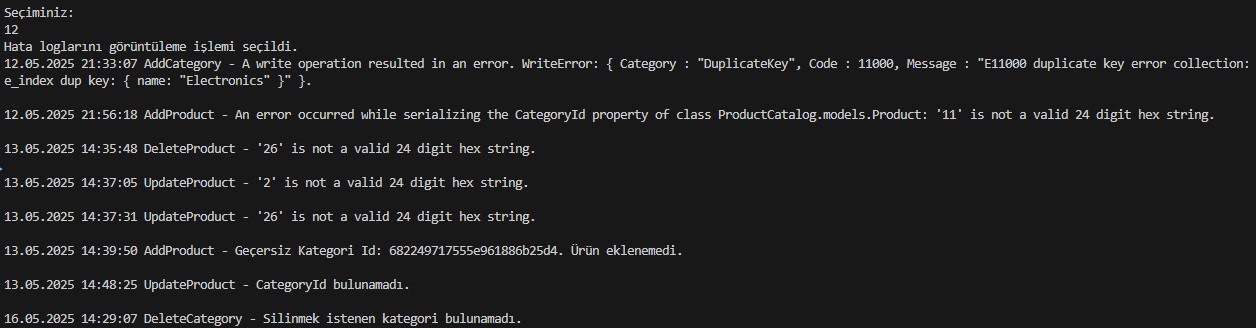 Seçiminiz:
12
Hata loglarını görüntüleme işlemi seçildi.
12.05.2025 21:33:07 AddCategory - A write operation resulted in an error. WriteError: { Category : "DuplicateKey", Code : 11000, Message : "E11000 duplicate key error collection:
e_index dup key: { name: "Electronics" }" }.
12.05.2025 21:56:18 AddProduct - An error occurred while serializing the CategoryId property of class ProductCatalog.models.Product: '11' is not a valid 24 digit hex string.
13.05.2025 14:35:48 DeleteProduct - '26' is not a valid 24 digit hex string.
13.05.2025 14:37:05 UpdateProduct - '2' is not a valid 24 digit hex string.
13.05.2025 14:37:31 UpdateProduct - '26' is not a valid 24 digit hex string.
13.05.2025 14:39:50 AddProduct - Geçersiz Kategori Id: 682249717555e961886b25d4. Ürün eklenemedi.
13.05.2025 14:48:25 UpdateProduct - CategoryId bulunamadı.
16.05.2025 14:29:07 DeleteCategory - Silinmek istenen kategori bulunamadı.